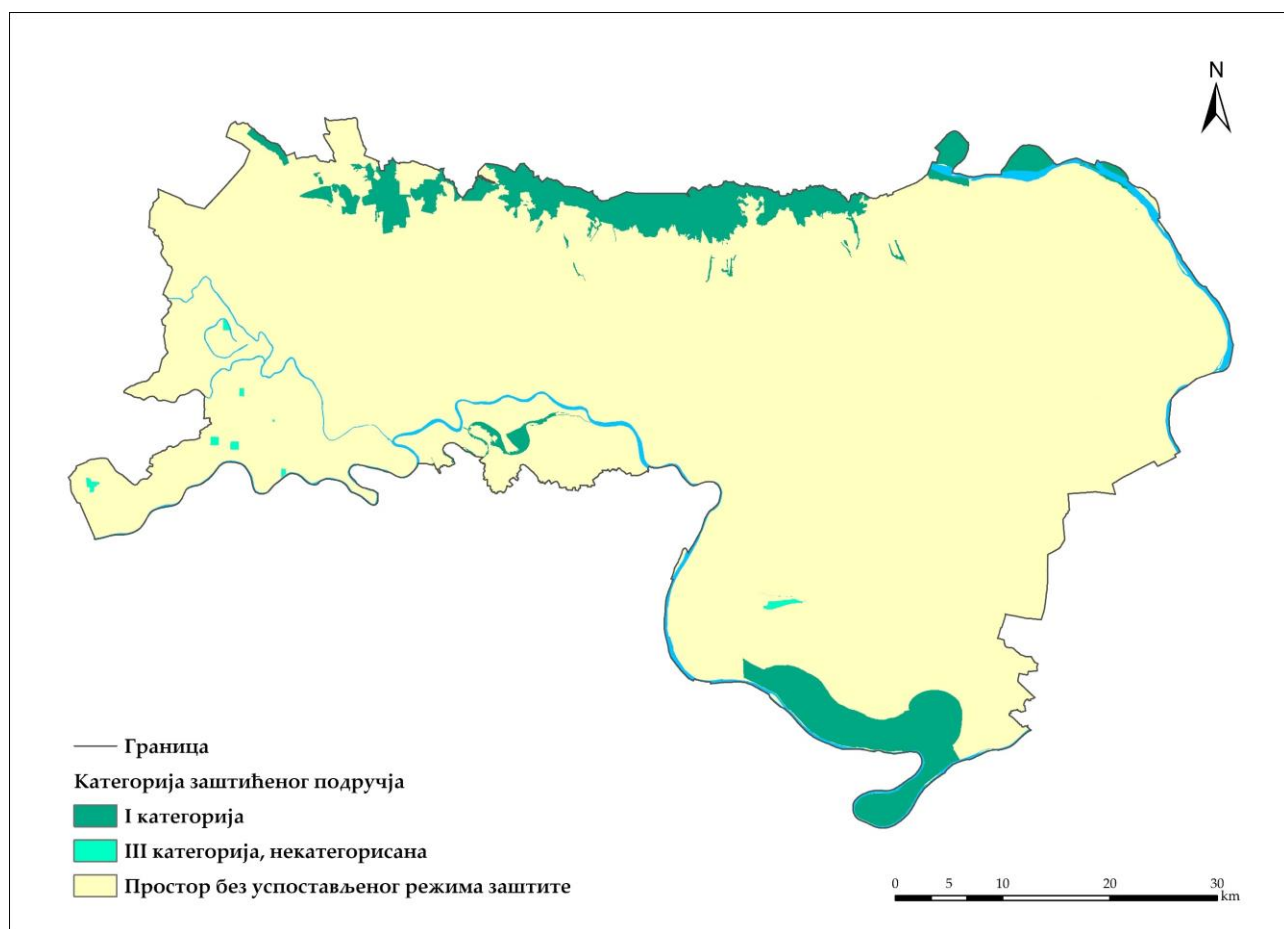 N
Граница
Категорија заштићеног подручја
I категорија
III категорија, некатегорисана
Простор без успостављеног режима заштите
0 5 10 20 30
km